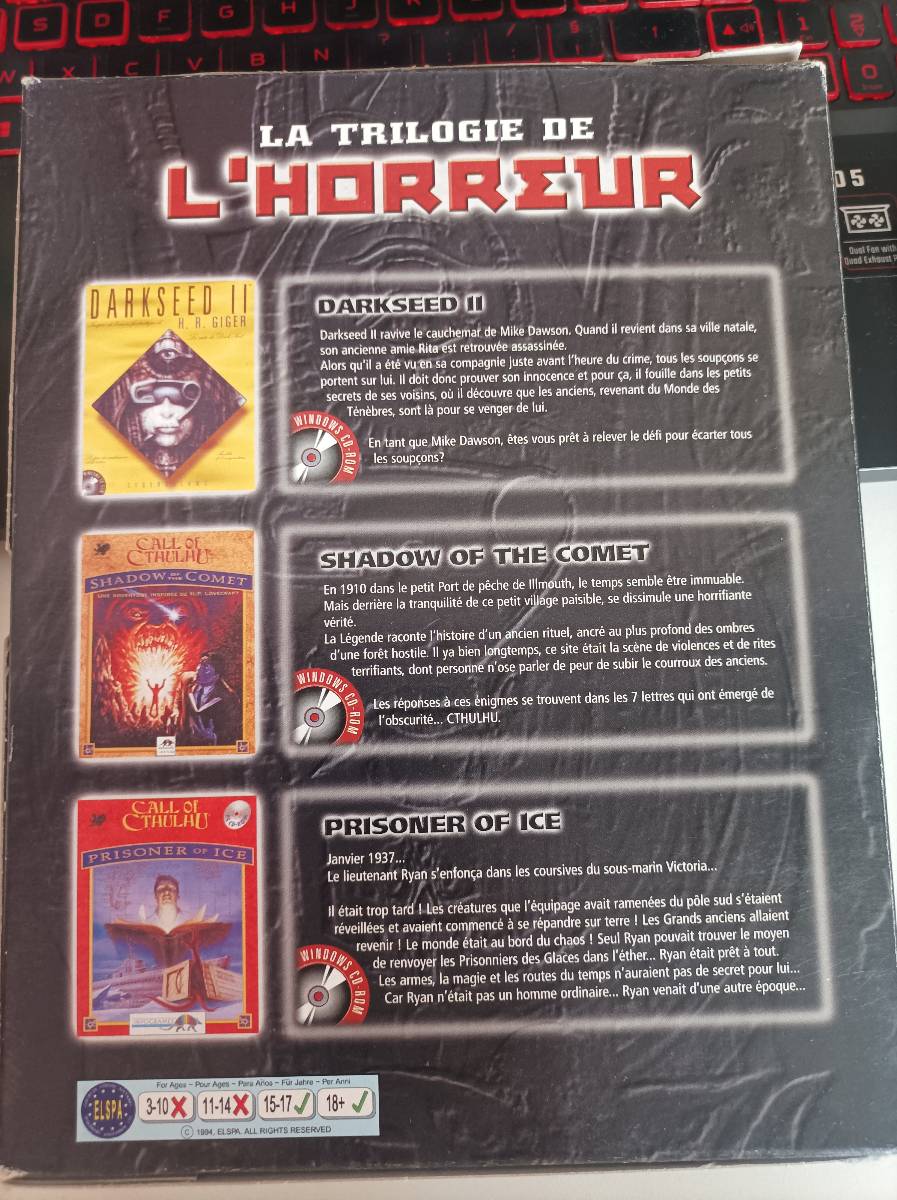 S D F G H J
W X C V B N ? . / § ! 1 2
0
LA TRILOGIE DE
L'HORREUR
05
Dual Fan with
Quad Exhaust
DARKSEED II
H. R. GIGER
DARKSEED II
Darkseed II ravive le cauchemar de Mike Dawson. Quand il revient dans sa ville natale,
son ancienne amie Rita est retrouvée assassinée.
Alors qu'il a été vu en sa compagnie juste avant l'heure du crime, tous les soupçons se
portent sur lui. Il doit donc prouver son innocence et pour ça, il fouille dans les petits
secrets de ses voisins, où il découvre que les anciens, revenant du Monde des
Ténèbres, sont là pour se venger de lui.
En tant que Mike Dawson, êtes vous prêt à relever le défi pour écarter tous
les soupçons?
WINDOWS CD-ROM
CALL OF
CTHULHU
SHADOW OF THE COMET
UNE AVENTURE INSPIREE DE H.P. LOVECRAFT
SHADOW OF THE COMET
En 1910 dans le petit Port de pêche de Illmouth, le temps semble être immuable.
Mais derrière la tranquilité de ce petit village paisible, se dissimule une horrifiante
vérité.
La Légende raconte l'histoire d'un ancien rituel, ancré au plus profond des ombres
d'une forêt hostile. Il ya bien longtemps, ce site était la scène de violences et de rites
terrifiants, dont personne n'ose parler de peur de subir le courroux des anciens.
Les réponses à ces énigmes se trouvent dans les 7 lettres qui ont émergé de
l'obscurité... CTHULHU.
WINDOWS CD-ROM
CALL OF
CTHULHU
PRISONER OF ICE
INFOGRAMES
PRISONER OF ICE
Janvier 1937...
Le lieutenant Ryan s'enfonça dans les coursives du sous-marin Victoria...
Il était trop tard ! Les créatures que l'équipage avait ramenées du pôle sud s'étaient
réveillées et avaient commencé à se répandre sur terre ! Les Grands anciens allaient
revenir ! Le monde était au bord du chaos ! Seul Ryan pouvait trouver le moyen
de renvoyer les Prisonniers des Glaces dans l'éther... Ryan était prêt à tout.
Les armes, la magie et les routes du temps n'auraient pas de secret pour lui...
Car Ryan n'était pas un homme ordinaire... Ryan venait d'une autre époque...
WINDOWS CD-ROM
For Ages – Pour Ages – Para Años – Für Jahre – Per Anni
ELSPA 3-10 11-14 15-17 18+
© 1994, ELSPA. ALL RIGHTS RESERVED